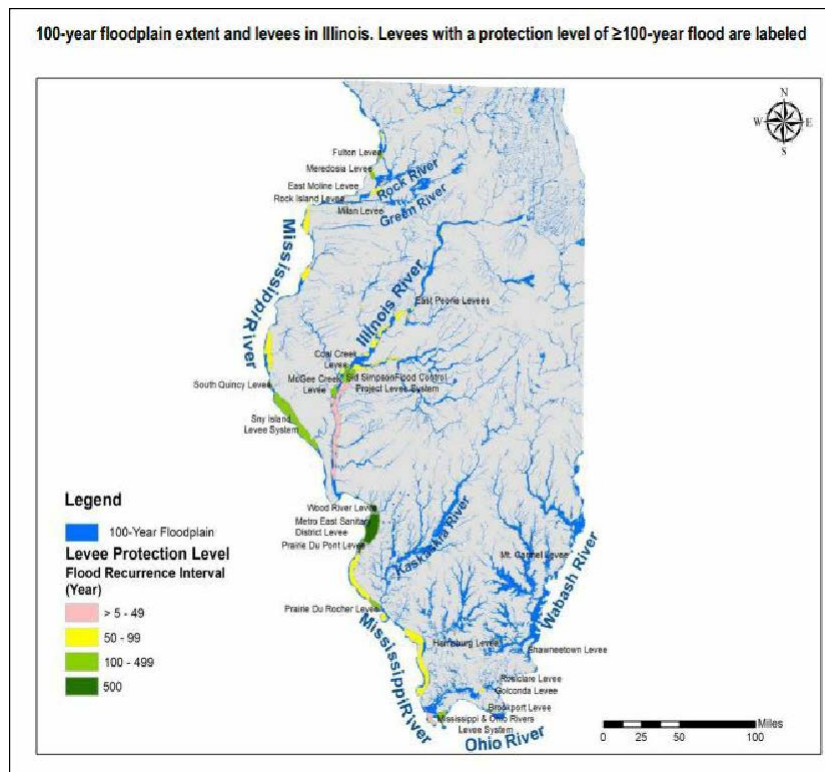 100-year floodplain extent and levees in Illinois. Levees with a protection level of ≥100-year flood are labeled
N
W
E
S
Fulton Levee
Meredosia Levee
Rock River
East Moline Levee
Rock Island Levee
Milan Levee
Green River
Mississippi River
Illinois River
East Peoria Levees
Coal Creek
Levee
McGee Creek
Levee
Sid Simpson Flood Control
Project Levee System
South Quincy Levee
Sny Island
Levee System
Wood River Levee
Metro East Sanitary
District Levee
Prairie Du Pont Levee
Kaskaskia River
Mt. Carmel Levee
Wabash River
Prairie Du Rocher Levee
Mississippi River
Harrisburg Levee
Shawneetown Levee
Rosiclare Levee
Golconda Levee
Brookport Levee
Mississippi & Ohio Rivers
Levee System
Ohio River
Legend
100-Year Floodplain
Levee Protection Level
Flood Recurrence Interval
(Year)
> 5 - 49
50 - 99
100 - 499
500
Miles
0 25 50 100